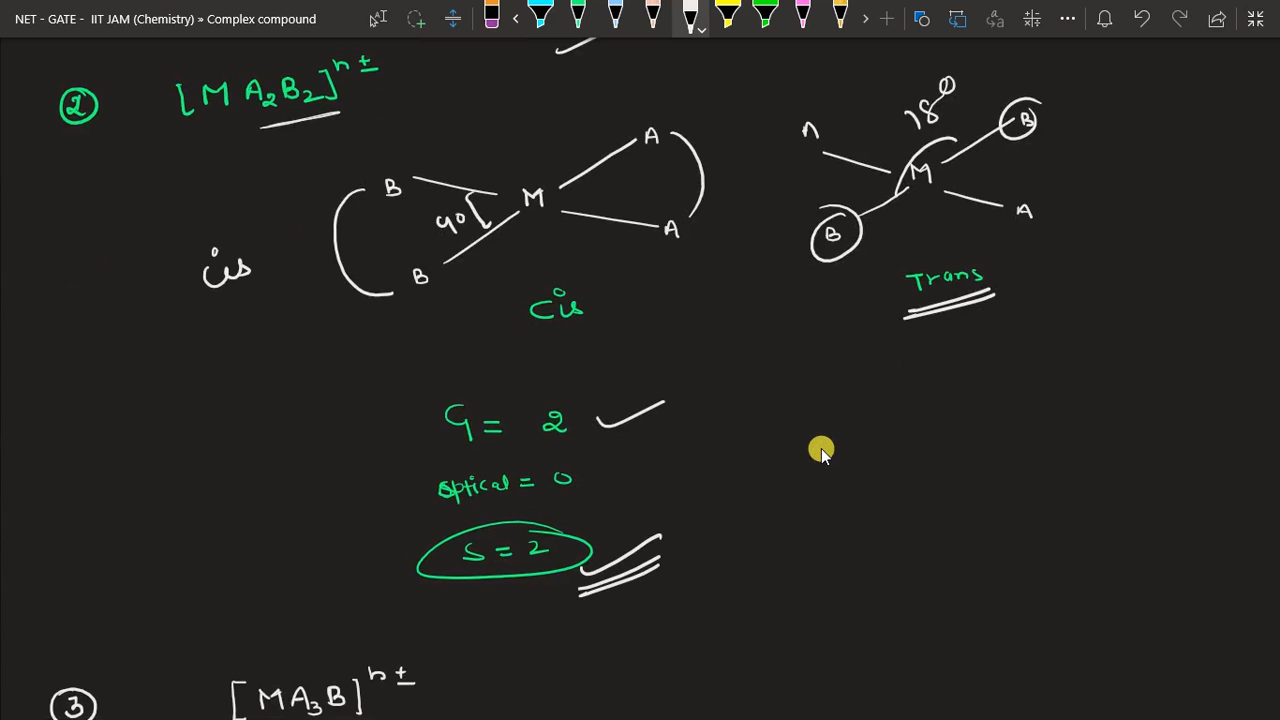 NET - GATE - IIT JAM (Chemistry) » Complex compound
② [MA₂B₂]ⁿ±
A
A
B
M
B
A
18⁰
A
B
M
B
A
90
cis
cis
Trans
G = 2 ✓
optical = 0
S = 2 ✓
③ [MA₃B]ⁿ±